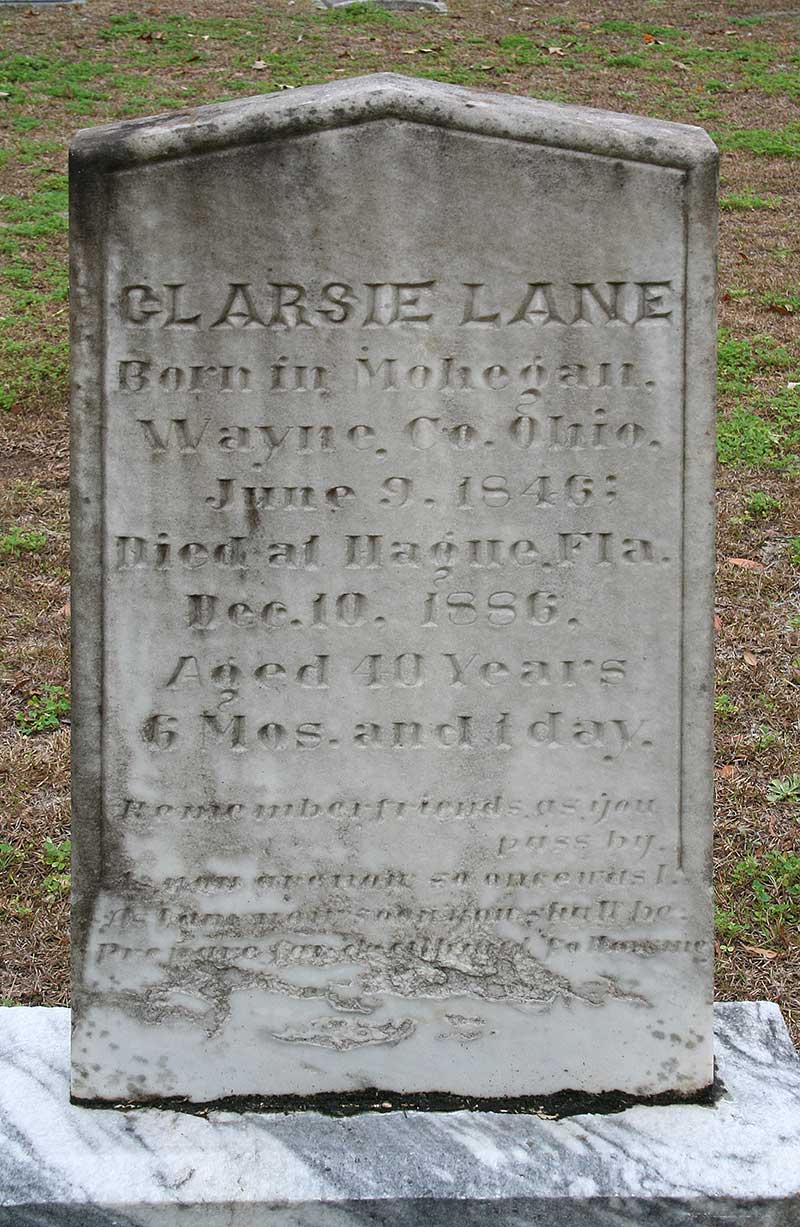 CLARSIE LANE
Born in Mohegan,
Wayne, Co. Ohio.
June 9, 1846;
Died at Hague, Fla.
Dec. 10, 1886,
Aged 40 Years
6 Mos. and 1 day.
Remember friends as you
pass by.
As you are now so once was I.
As I am now soon you shall be.
Prepare for death and follow me